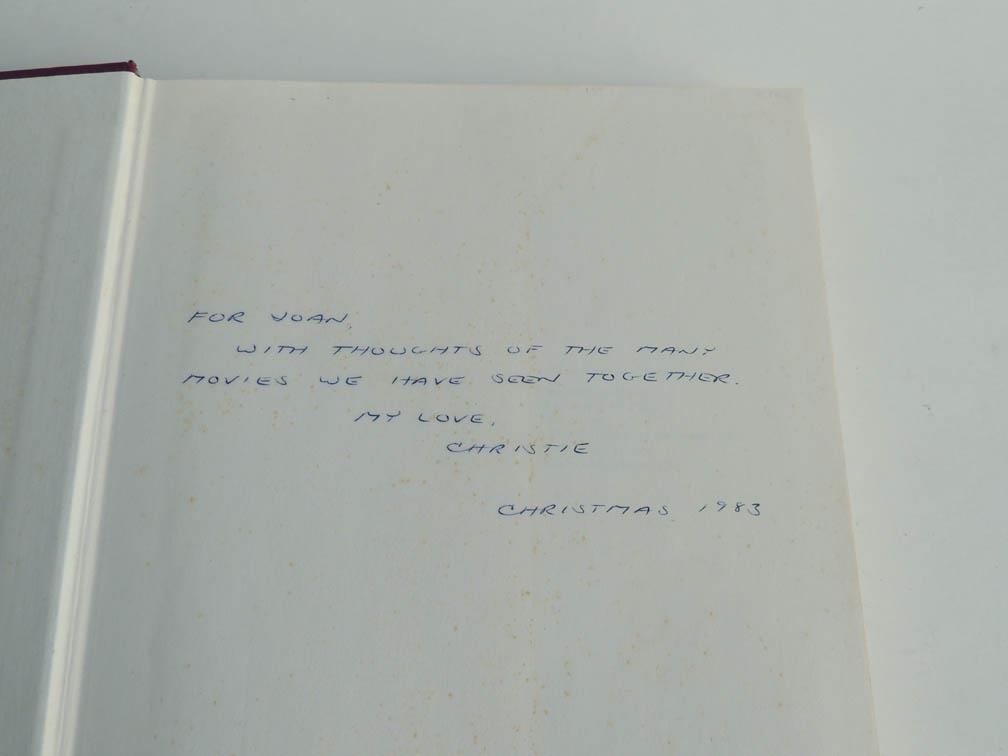 FOR JOAN,
WITH THOUGHTS OF THE MANY
MOVIES WE HAVE SEEN TOGETHER.
MY LOVE,
CHRISTIE
CHRISTMAS 1983